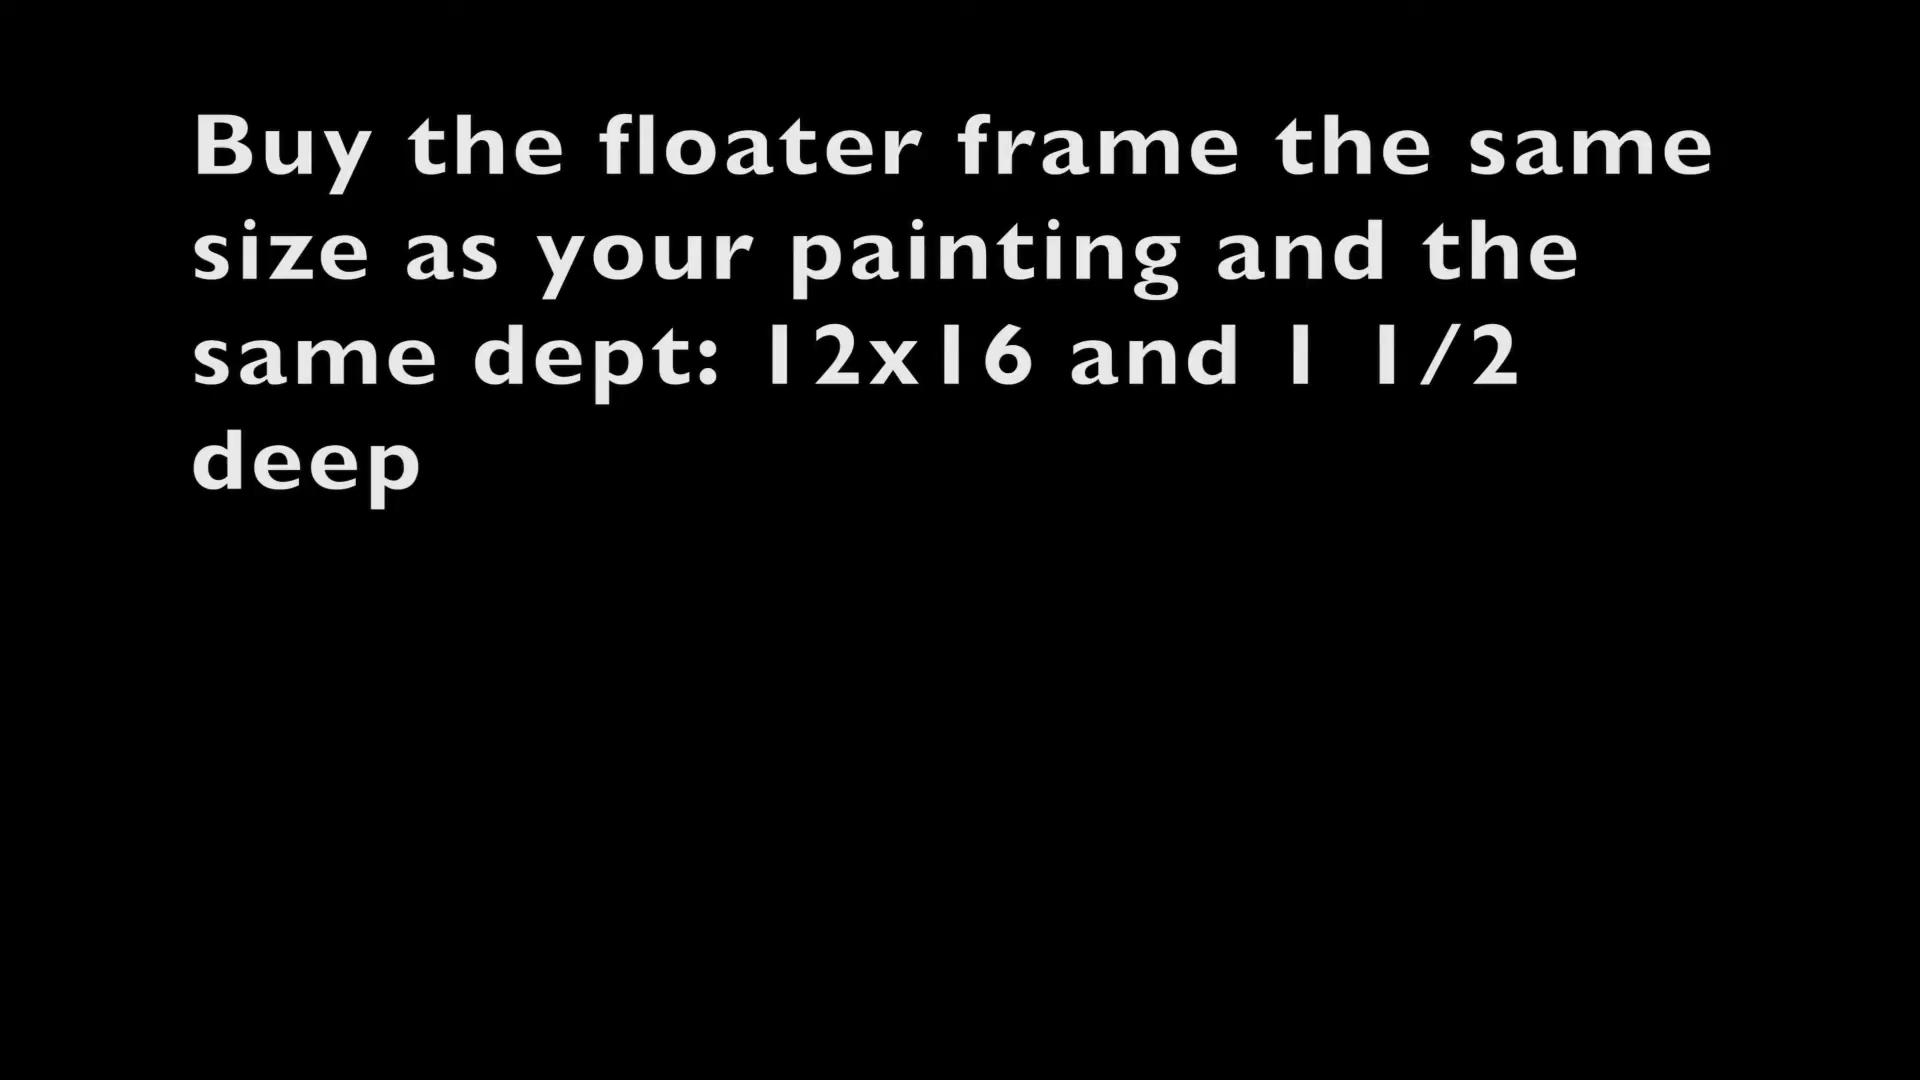 Buy the floater frame the same
size as your painting and the
same dept: 12x16 and 1 1/2
deep